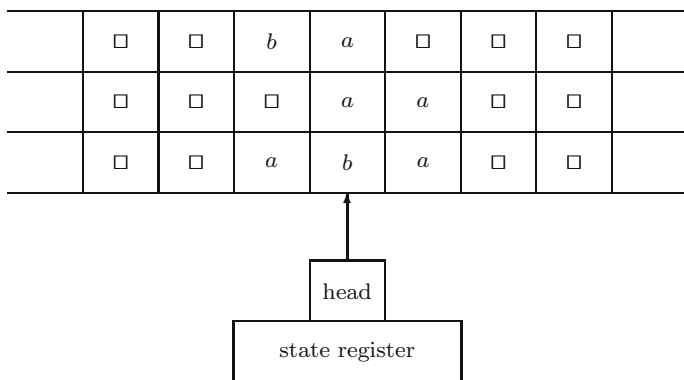 □ □ b a □ □ □
□ □ □ a a □ □
□ □ a b a □ □
head
state register